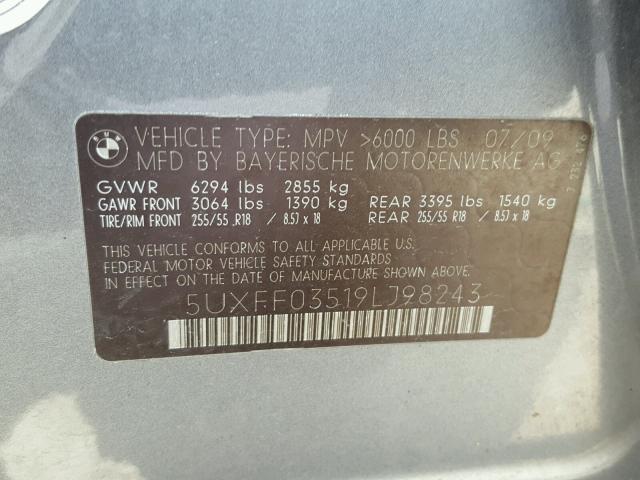 BMW
VEHICLE TYPE: MPV >6000 LBS 07/09
MFD BY BAYERISCHE MOTORENWERKE AG
GVWR 6294 lbs 2855 kg
GAWR FRONT 3064 lbs 1390 kg REAR 3395 lbs 1540 kg
TIRE/RIM FRONT 255/55 R18 / 8.5J x 18 REAR 255/55 R18 / 8.5J x 18
THIS VEHICLE CONFORMS TO ALL APPLICABLE U.S.
FEDERAL MOTOR VEHICLE SAFETY STANDARDS
IN EFFECT ON THE DATE OF MANUFACTURE SHOWN ABOVE.
5UXFF03519LJ98243